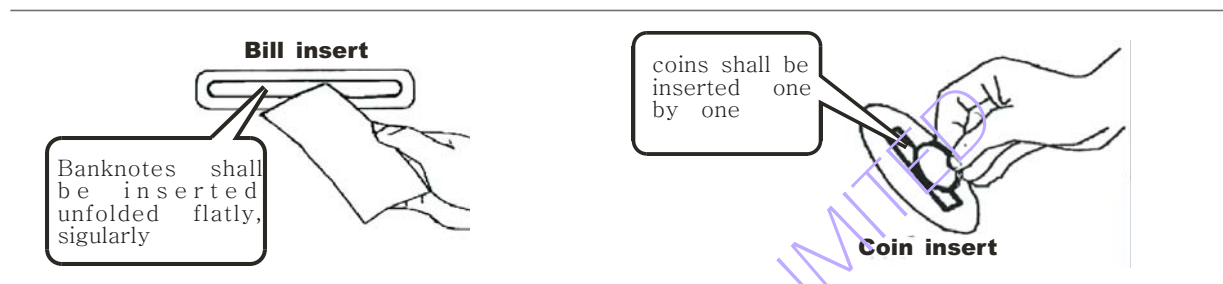 Bill insert
Banknotes shall
be inserted
unfolded flatly,
sigularly
coins shall be
inserted one
by one
Coin insert